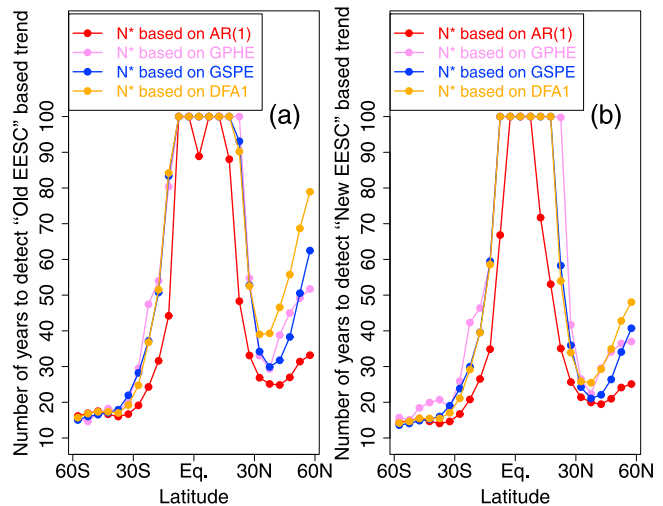 N* based on AR(1)
N* based on GPHE
N* based on GSPE
N* based on DFA1
(a)
Number of years to detect “Old EESC” based trend
100
90
80
70
60
50
40
30
20
10
60S 30S Eq. 30N 60N
Latitude
N* based on AR(1)
N* based on GPHE
N* based on GSPE
N* based on DFA1
(b)
Number of years to detect “New EESC” based trend
100
90
80
70
60
50
40
30
20
10
60S 30S Eq. 30N 60N
Latitude